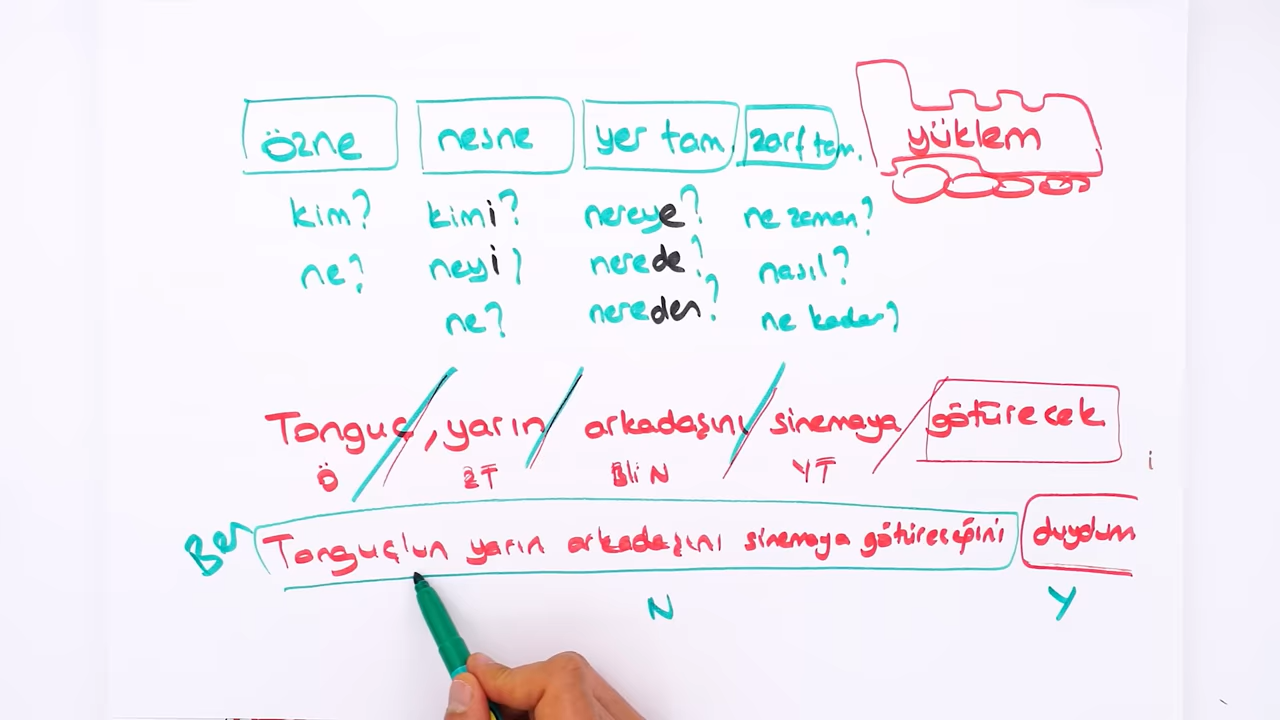 özne nesne yer tam. zarf tam. yüklem
kim? kimi? nereye? ne zaman?
ne? neyi? nerede? nasıl?
ne? nereden? ne kadar?
Tonguç, yarın arkadaşını sinemaya götürecek
Ö ZT Bli N YT
Ben Tonguç'un yarın arkadaşını sinemaya götüreceğini duydum
N Y